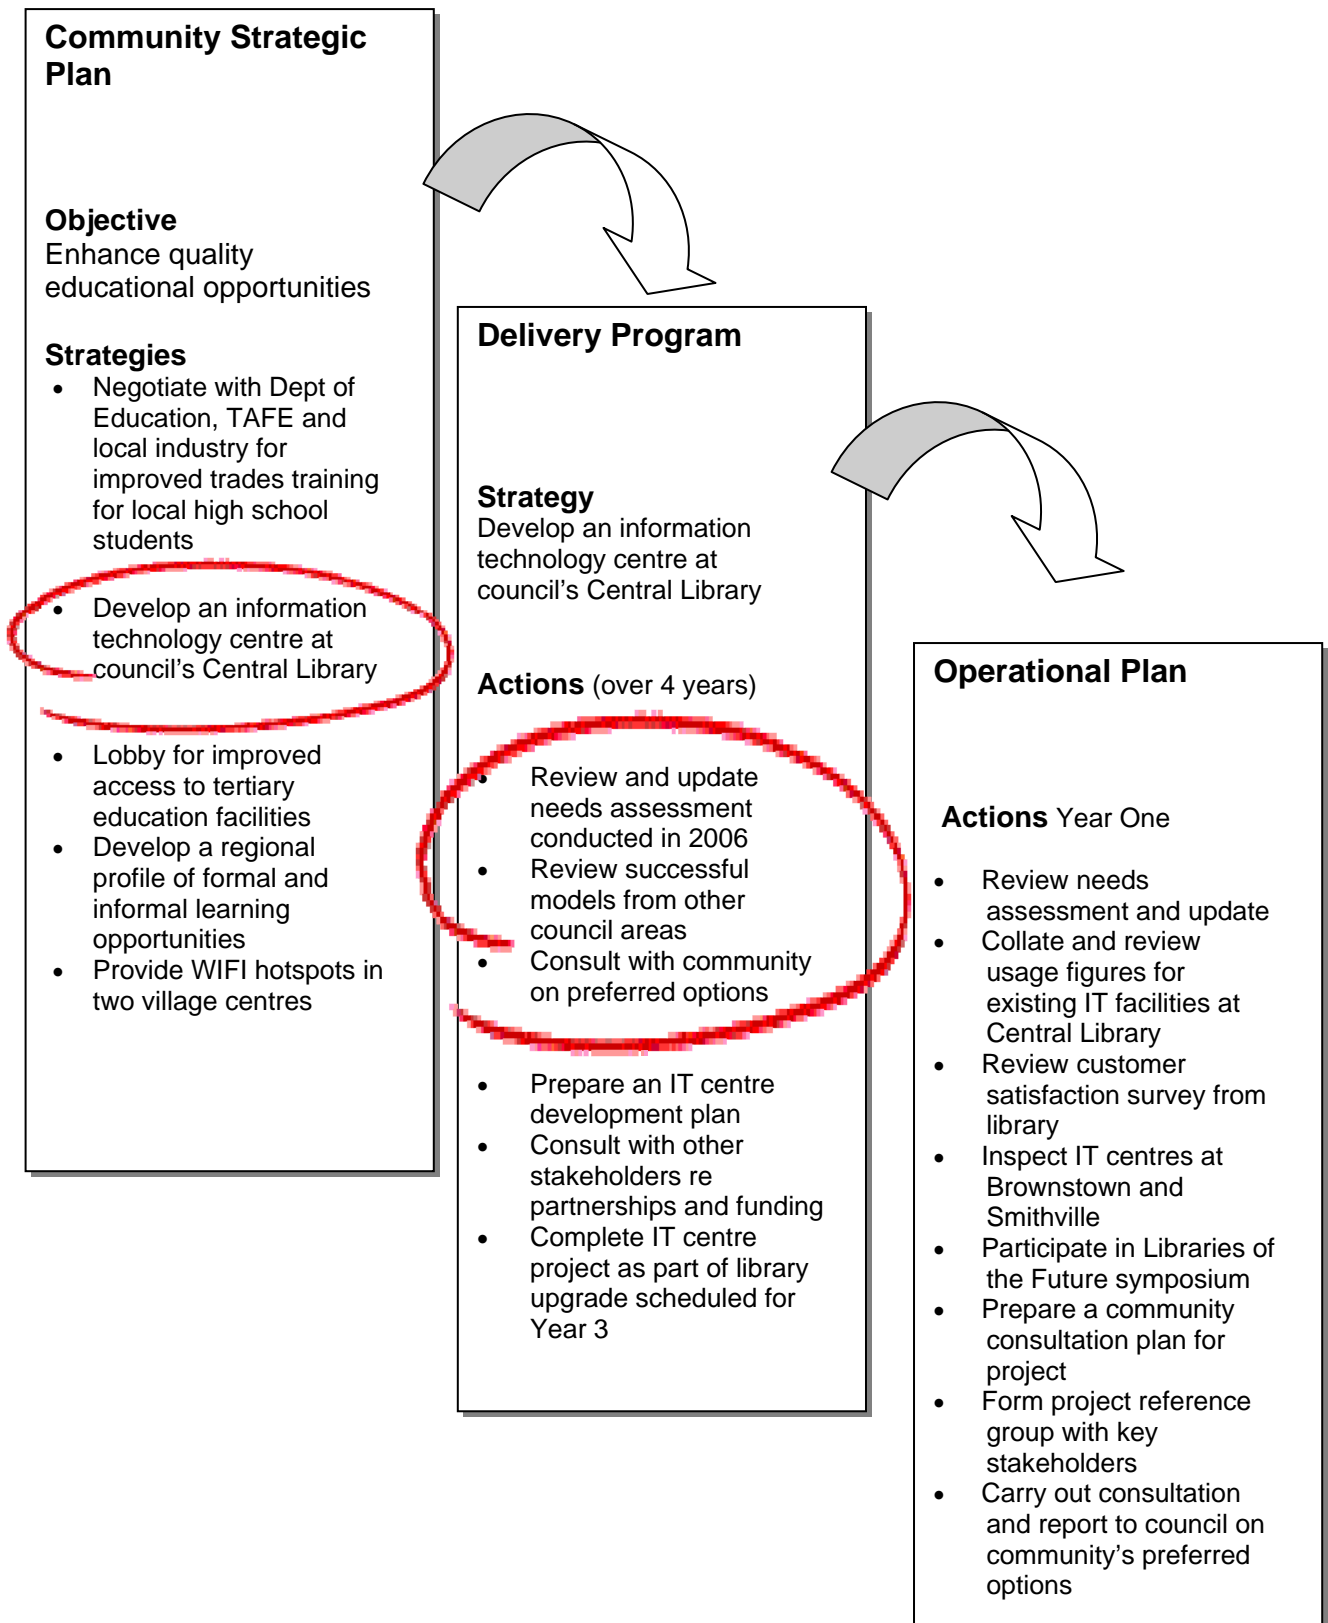 Community Strategic
Plan
Objective
Enhance quality
educational opportunities
Strategies
• Negotiate with Dept of
Education, TAFE and
local industry for
improved trades training
for local high school
students
• Develop an information
technology centre at
council's Central Library
• Lobby for improved
access to tertiary
education facilities
• Develop a regional
profile of formal and
informal learning
opportunities
• Provide WIFI hotspots in
two village centres
Delivery Program
Strategy
Develop an information
technology centre at
council's Central Library
Actions (over 4 years)
• Review and update
needs assessment
conducted in 2006
• Review successful
models from other
council areas
• Consult with community
on preferred options
• Prepare an IT centre
development plan
• Consult with other
stakeholders re
partnerships and funding
• Complete IT centre
project as part of library
upgrade scheduled for
Year 3
Operational Plan
Actions Year One
• Review needs
assessment and update
• Collate and review
usage figures for
existing IT facilities at
Central Library
• Review customer
satisfaction survey from
library
• Inspect IT centres at
Brownstown and
Smithville
• Participate in Libraries of
the Future symposium
• Prepare a community
consultation plan for
project
• Form project reference
group with key
stakeholders
• Carry out consultation
and report to council on
community's preferred
options